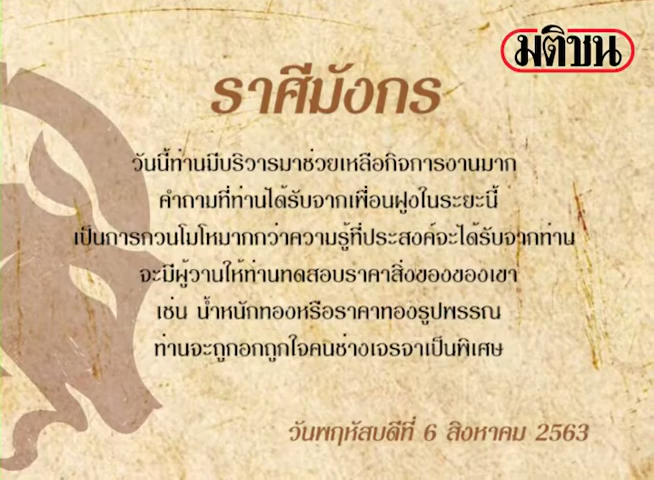 มติชน
ราศีมังกร
วันนี้ท่านมีบริวารมาช่วยเหลือกิจการงานมาก
คำถามที่ท่านได้รับจากเพื่อนฝูงในระยะนี้
เป็นการกวนโมโหมากกว่าความรู้ที่ประสงค์จะได้รับจากท่าน
จะมีผู้วานให้ท่านทดสอบราคาสิ่งของของเขา
เช่น น้ำหนักทองหรือราคาทองรูปพรรณ
ท่านจะถูกอกถูกใจคนช่างเจรจาเป็นพิเศษ
วันพฤหัสบดีที่ 6 สิงหาคม 2563